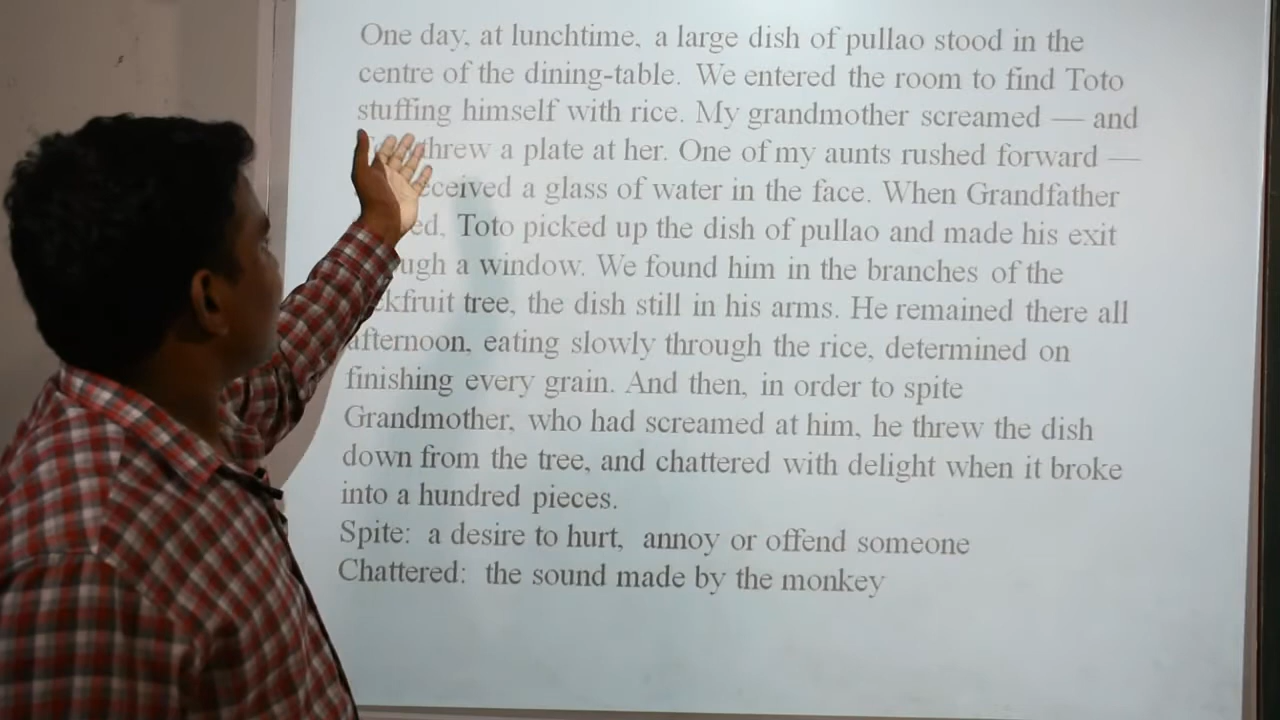 One day, at lunchtime, a large dish of pullao stood in the
centre of the dining-table. We entered the room to find Toto
stuffing himself with rice. My grandmother screamed — and
threw a plate at her. One of my aunts rushed forward —
eceived a glass of water in the face. When Grandfather
ed, Toto picked up the dish of pullao and made his exit
ugh a window. We found him in the branches of the
kfruit tree, the dish still in his arms. He remained there all
afternoon, eating slowly through the rice, determined on
finishing every grain. And then, in order to spite
Grandmother, who had screamed at him, he threw the dish
down from the tree, and chattered with delight when it broke
into a hundred pieces.
Spite: a desire to hurt, annoy or offend someone
Chattered: the sound made by the monkey